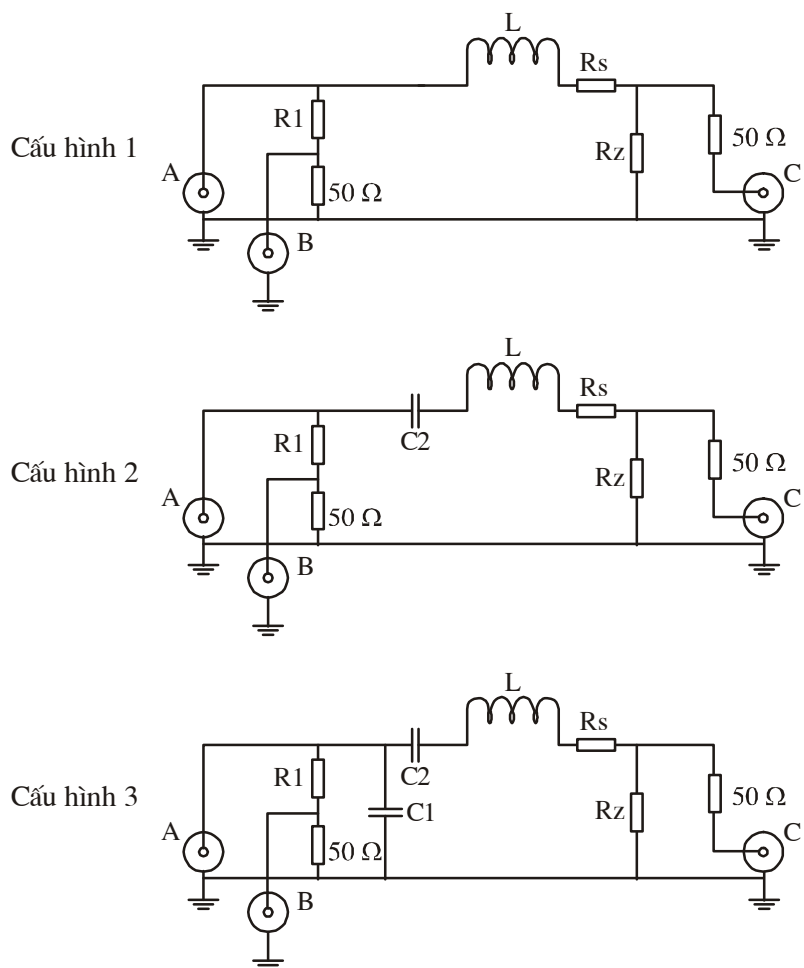 L
Rs
R1
Cấu hình 1
50 Ω
Rz
A
C
50 Ω
B
L
Rs
C2
R1
50 Ω
Cấu hình 2
Rz
A
C
50 Ω
B
L
Rs
C2
R1
Cấu hình 3
C1
50 Ω
Rz
A
C
50 Ω
B